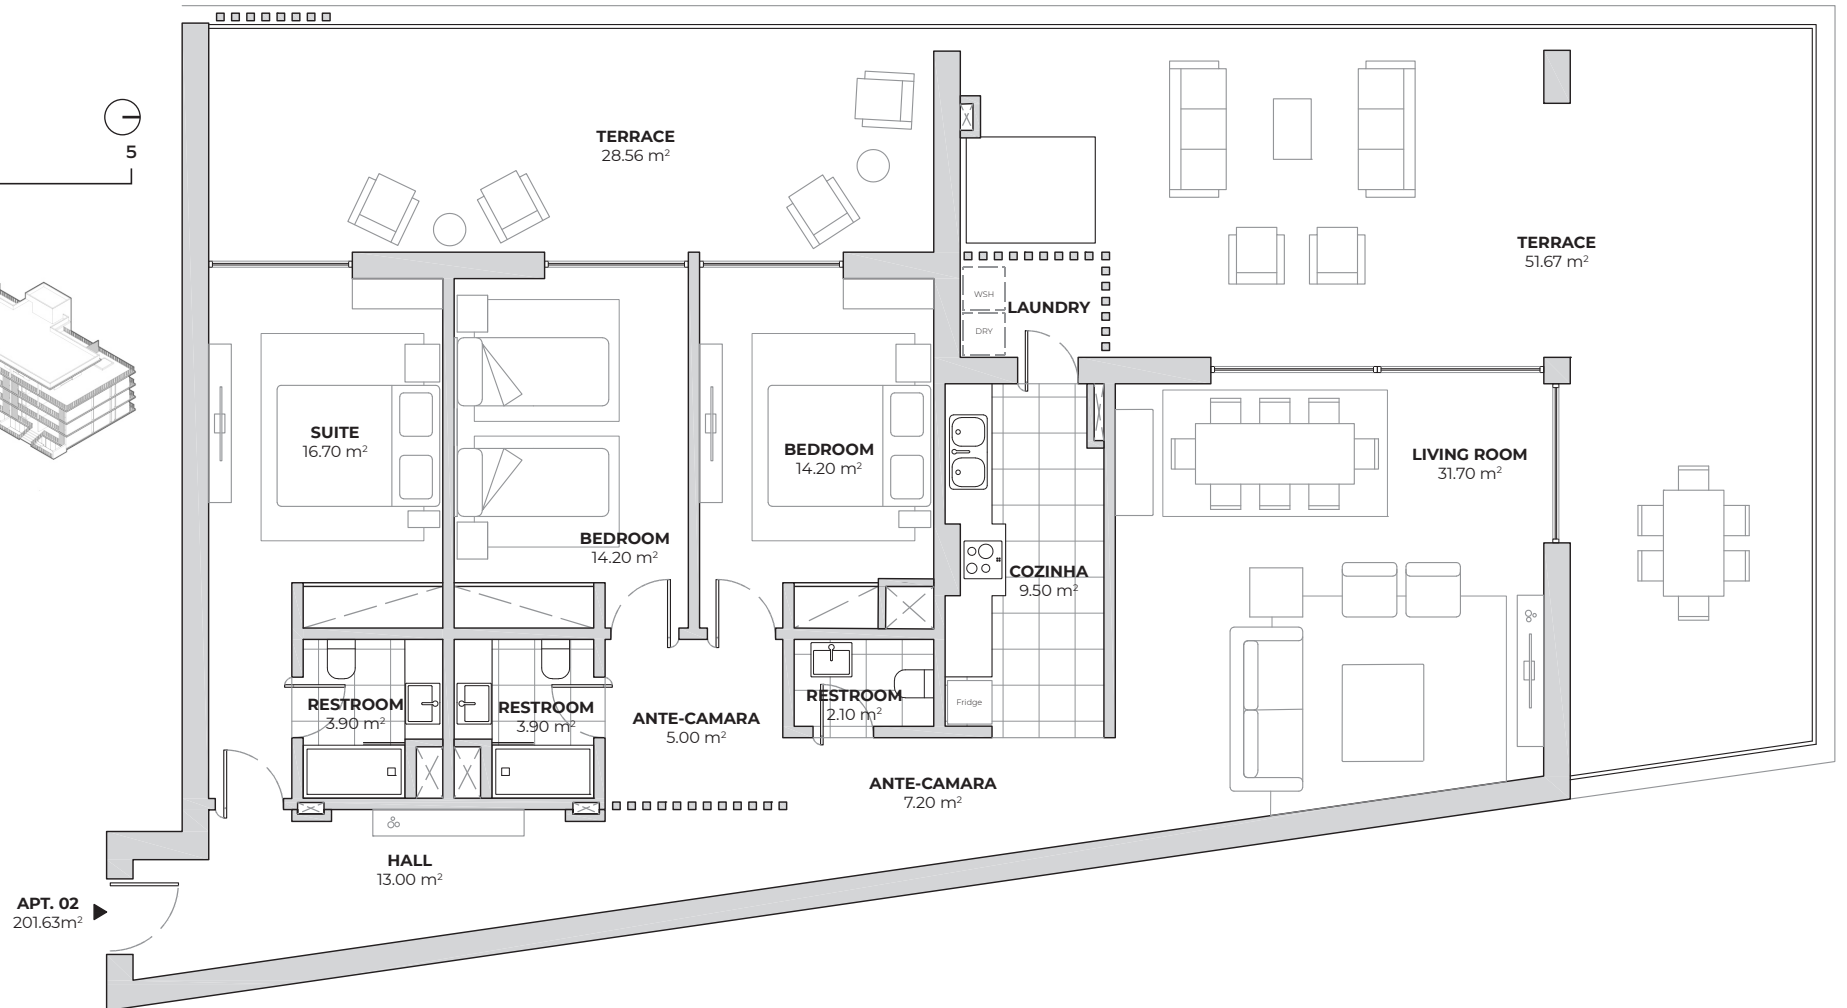 5
TERRACE
28.56 m²
TERRACE
51.67 m²
WSH
LAUNDRY
DRY
SUITE
16.70 m²
BEDROOM
14.20 m²
BEDROOM
14.20 m²
LIVING ROOM
31.70 m²
COZINHA
9.50 m²
RESTROOM
3.90 m²
RESTROOM
3.90 m²
ANTE-CAMARA
5.00 m²
RESTROOM
2.10 m²
Fridge
ANTE-CAMARA
7.20 m²
HALL
13.00 m²
APT. 02
201.63m²